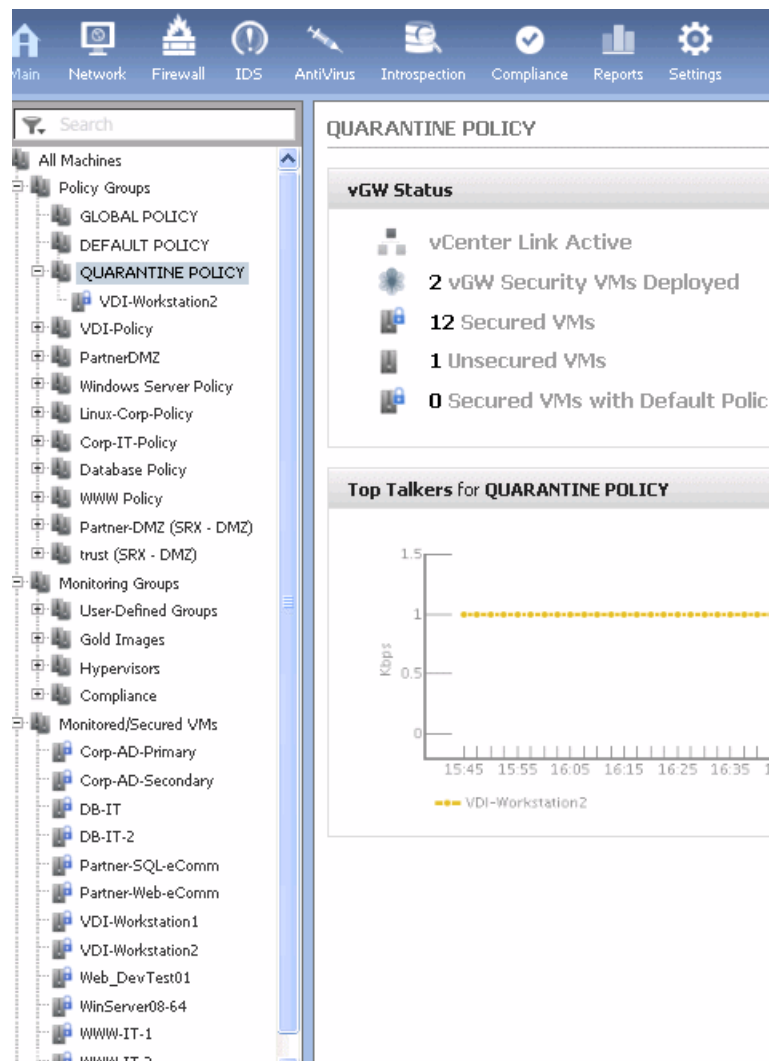 Main Network Firewall IDS AntiVirus Introspection Compliance Reports Settings
Search
All Machines
Policy Groups
GLOBAL POLICY
DEFAULT POLICY
QUARANTINE POLICY
VDI-Workstation2
VDI-Policy
PartnerDMZ
Windows Server Policy
Linux-Corp-Policy
Corp-IT-Policy
Database Policy
WWW Policy
Partner-DMZ (SRX - DMZ)
trust (SRX - DMZ)
Monitoring Groups
User-Defined Groups
Gold Images
Hypervisors
Compliance
Monitored/Secured VMs
Corp-AD-Primary
Corp-AD-Secondary
DB-IT
DB-IT-2
Partner-SQL-eComm
Partner-Web-eComm
VDI-Workstation1
VDI-Workstation2
Web_DevTest01
WinServer08-64
WWW-IT-1
WWW-IT-2
QUARANTINE POLICY
vGW Status
vCenter Link Active
2 vGW Security VMs Deployed
12 Secured VMs
1 Unsecured VMs
0 Secured VMs with Default Polic
Top Talkers for QUARANTINE POLICY
1.5
1
0.5
0
Kbps
15:45 15:55 16:05 16:15 16:25 16:35
VDI-Workstation2